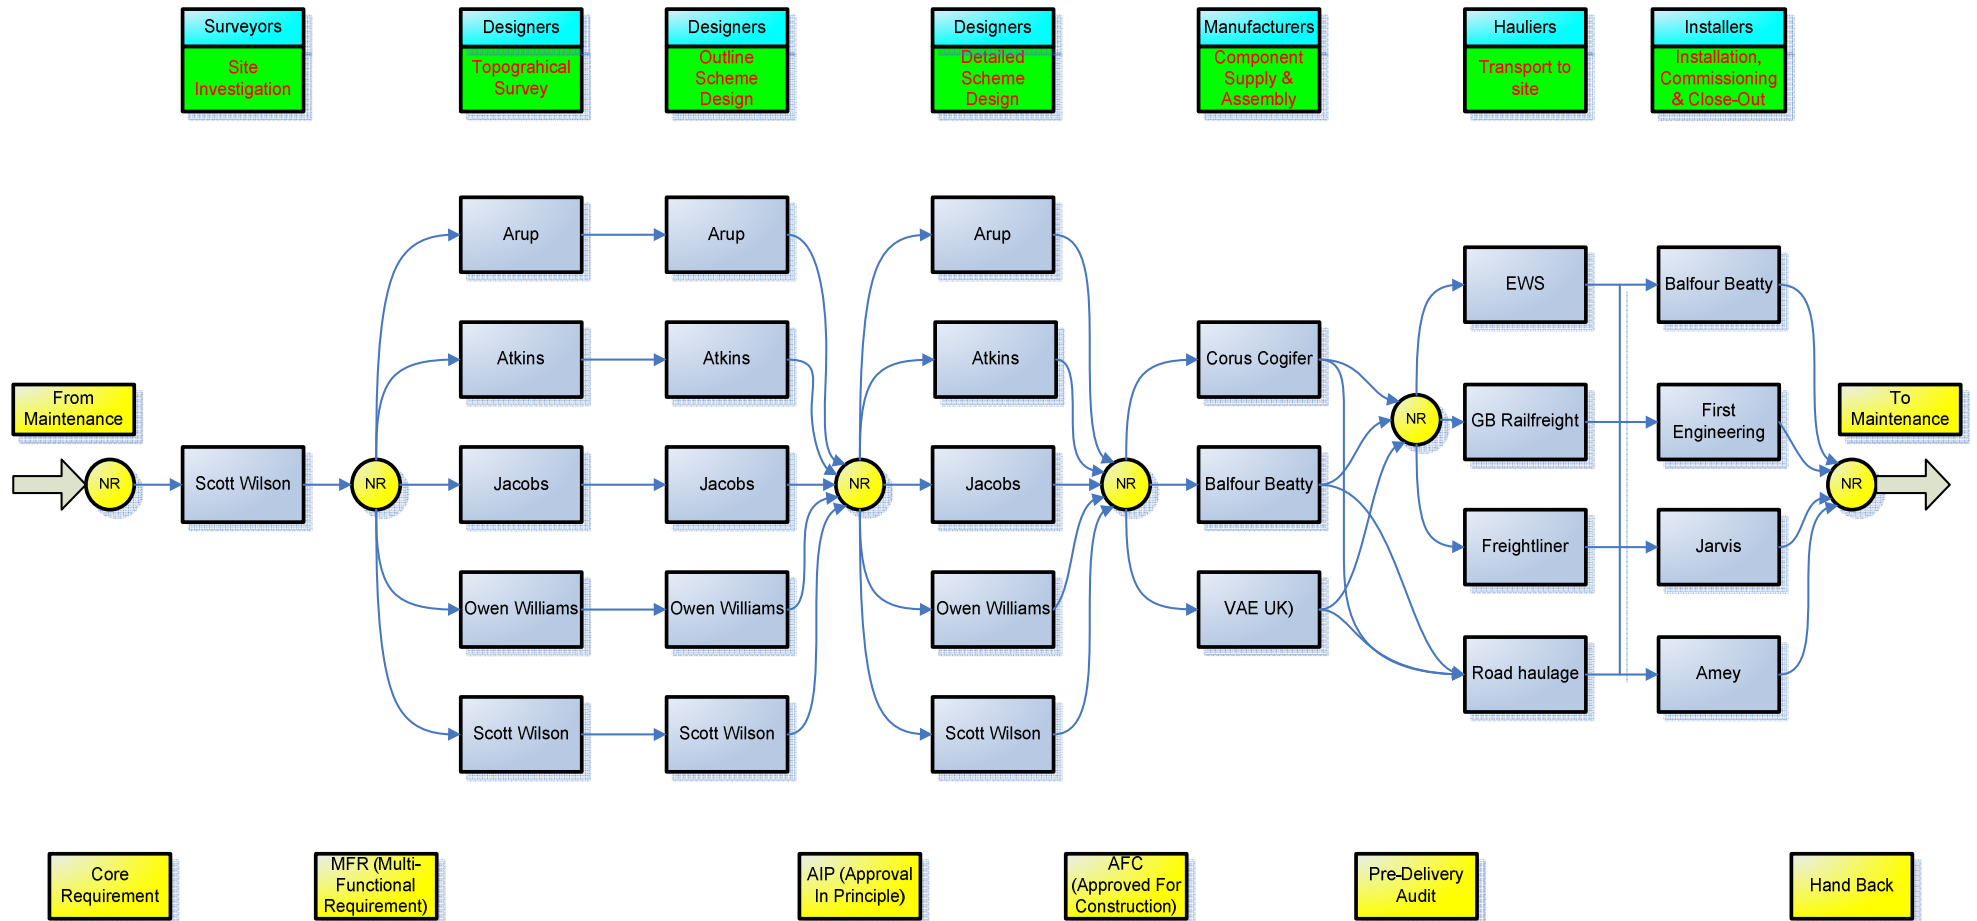 Surveyors
Site
Investigation
Designers
Topograhical
Survey
Designers
Outline
Scheme
Design
Designers
Detailed
Scheme
Design
Manufacturers
Component
Supply &
Assembly
Hauliers
Transport to
site
Installers
Installation,
Commissioning
& Close-Out
From
Maintenance
NR
Scott Wilson
NR
Arup
Atkins
Jacobs
Owen Williams
Scott Wilson
Arup
Atkins
Jacobs
Owen Williams
Scott Wilson
NR
Arup
Atkins
Jacobs
Owen Williams
Scott Wilson
NR
Corus Cogifer
Balfour Beatty
VAE UK)
NR
EWS
GB Railfreight
Freightliner
Road haulage
Balfour Beatty
First
Engineering
Jarvis
Amey
NR
To
Maintenance
Core
Requirement
MFR (Multi-
Functional
Requirement)
AIP (Approval
In Principle)
AFC
(Approved For
Construction)
Pre-Delivery
Audit
Hand Back